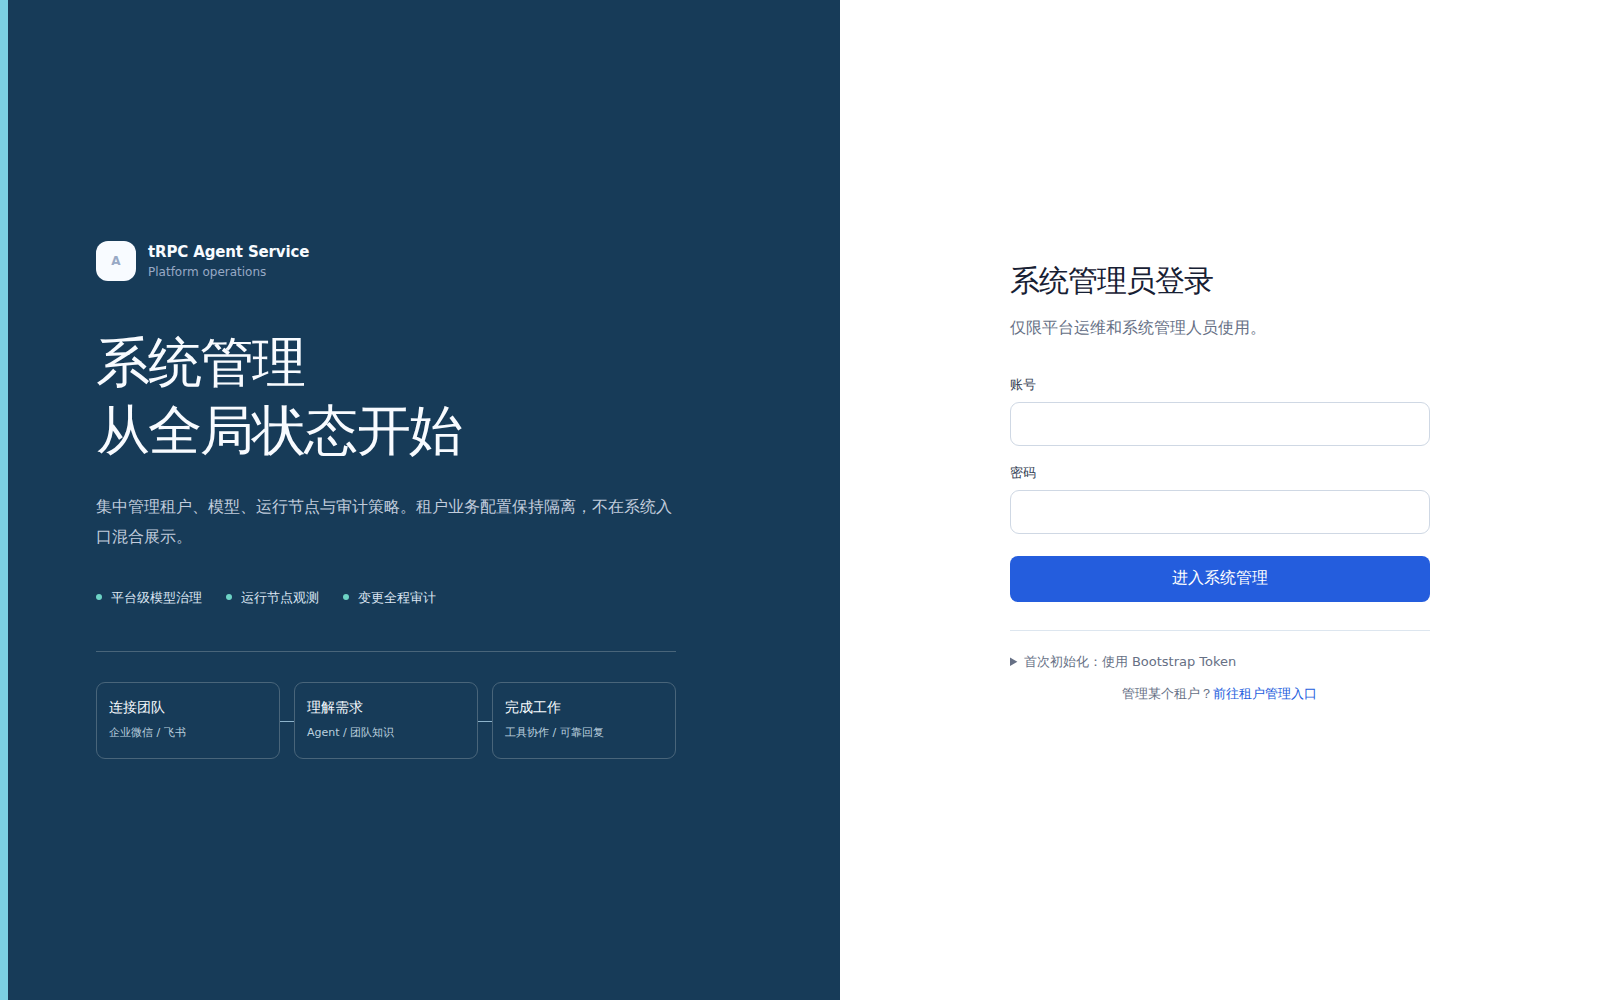 A
tRPC Agent Service
Platform operations
系统管理
从全局状态开始
集中管理租户、模型、运行节点与审计策略。租户业务配置保持隔离，不在系统入
口混合展示。
平台级模型治理
运行节点观测
变更全程审计
连接团队
企业微信 / 飞书
理解需求
Agent / 团队知识
完成工作
工具协作 / 可靠回复
系统管理员登录
仅限平台运维和系统管理人员使用。
账号
密码
进入系统管理
首次初始化：使用 Bootstrap Token
管理某个租户？前往租户管理入口